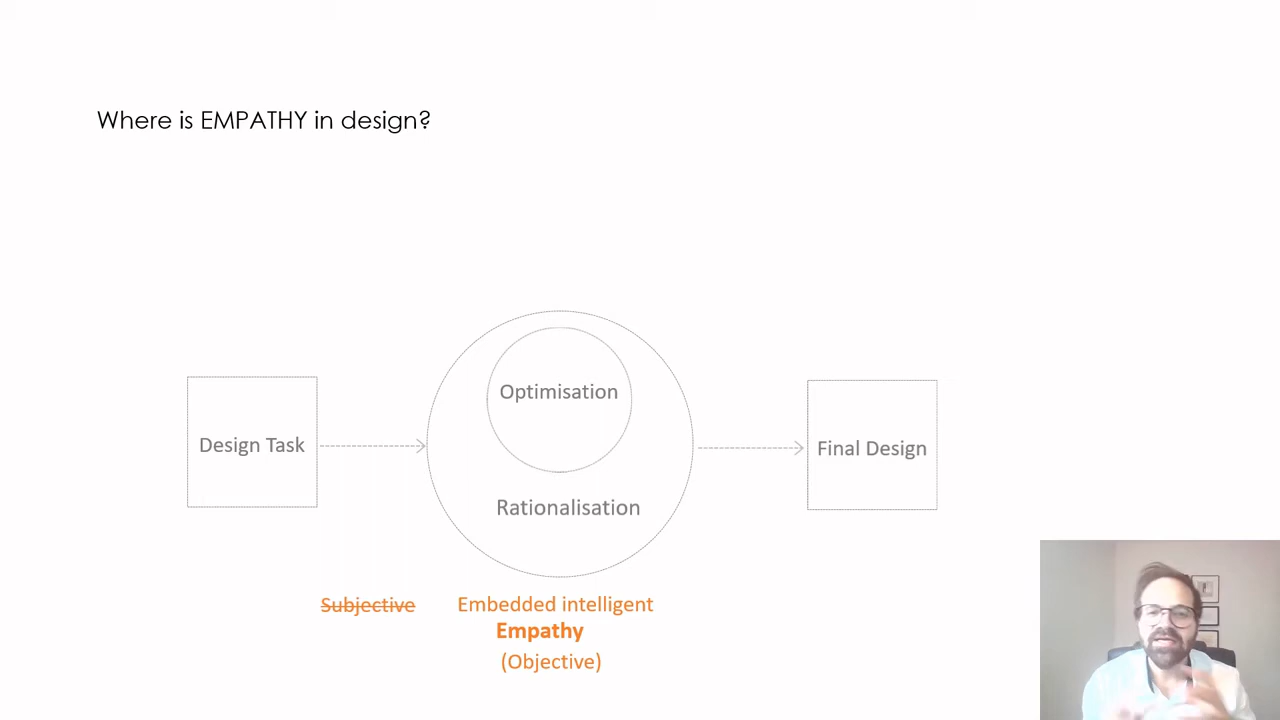 Where is EMPATHY in design?
Optimisation
Design Task
Final Design
Rationalisation
Subjective
Embedded intelligent
Empathy
(Objective)